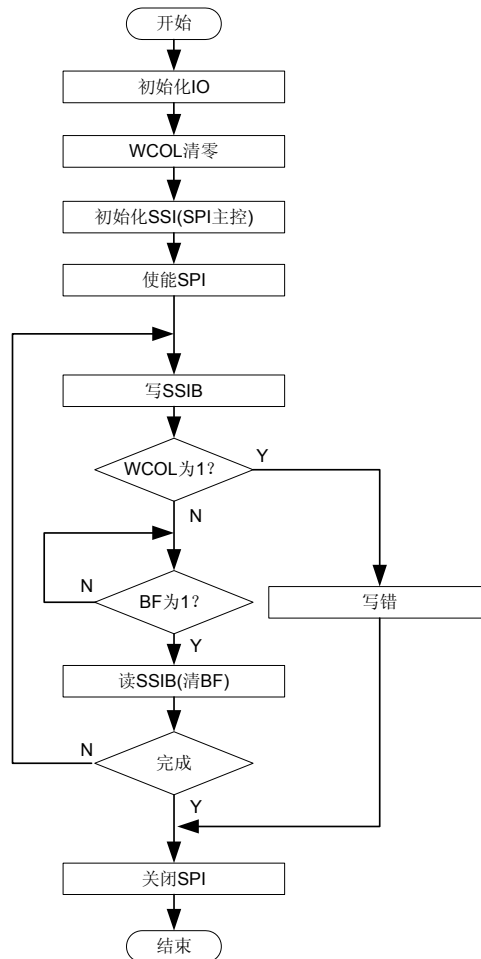 开始
初始化IO
WCOL清零
初始化SSI(SPI主控)
使能SPI
写SSIB
WCOL为1?
Y
N
N
BF为1?
写错
Y
读SSIB(清BF)
N
完成
Y
关闭SPI
结束